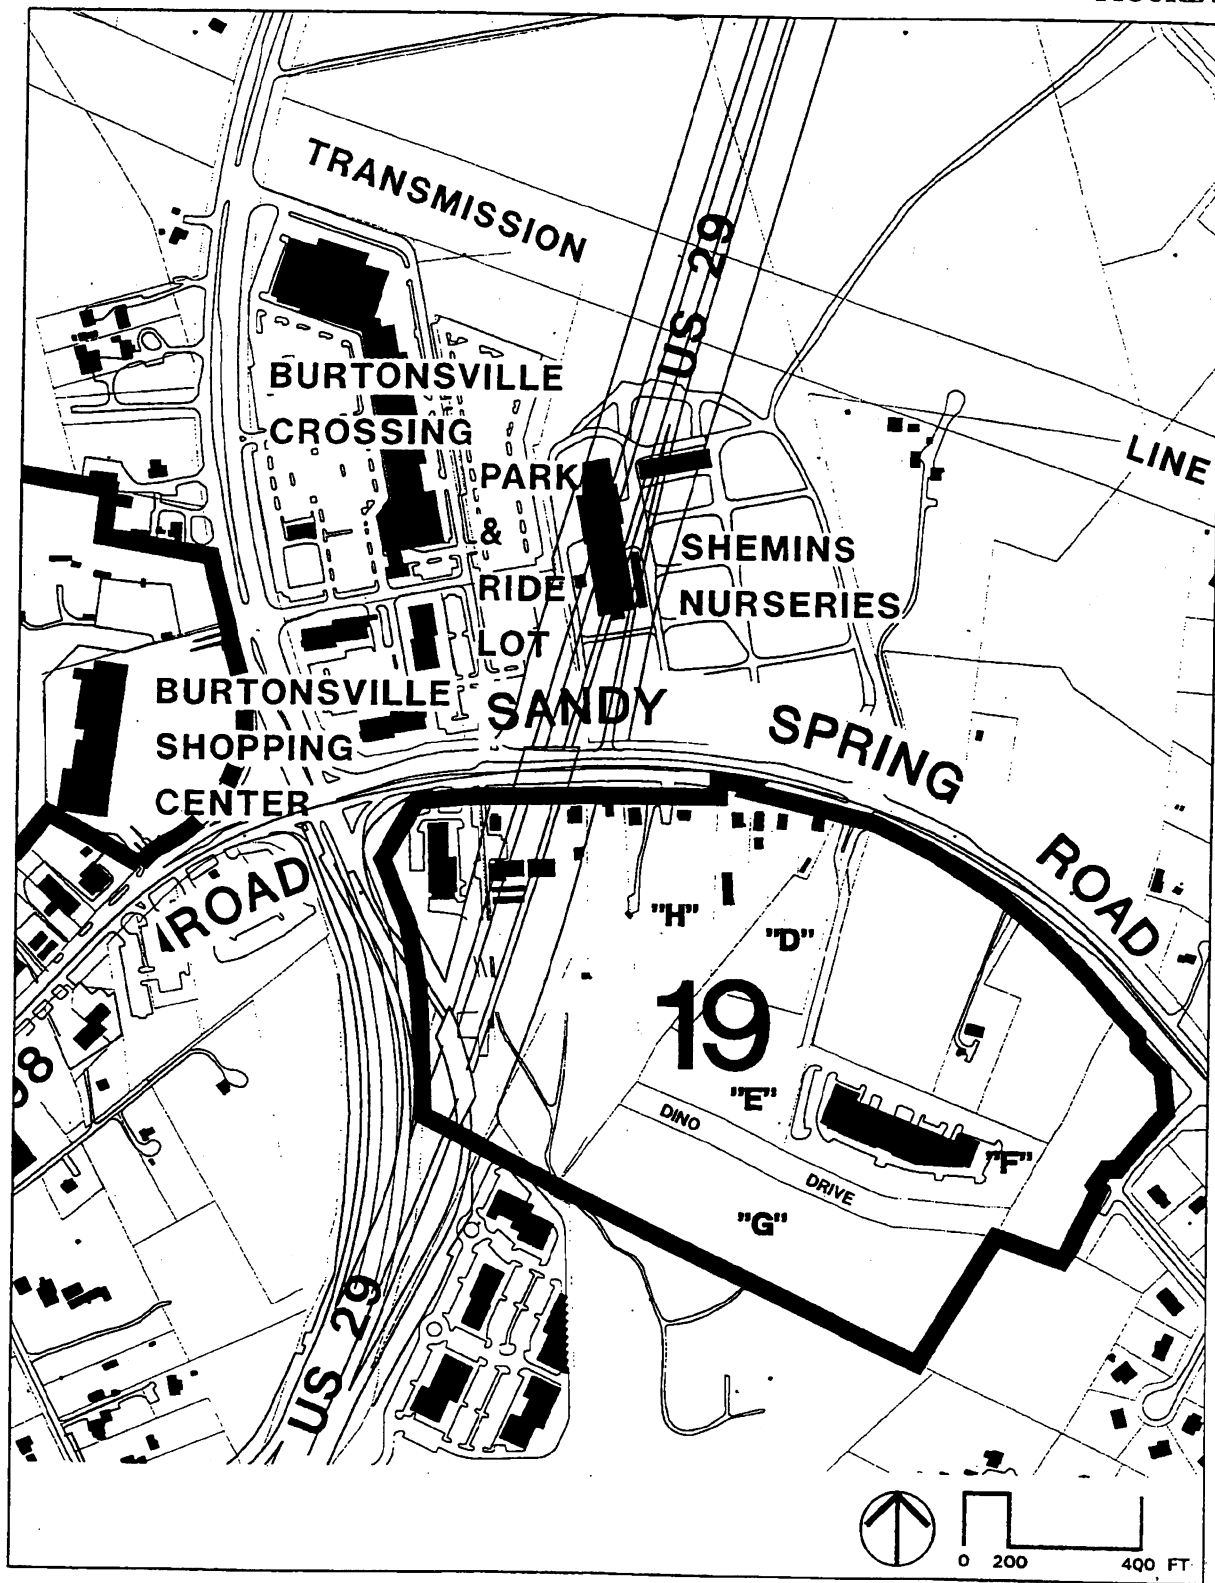 TRANSMISSION
US 29
BURTONSVILLE
CROSSING
LINE
PARK
&
RIDE
LOT
SHEMINS
NURSERIES
BURTONSVILLE
SHOPPING
CENTER
SANDY
SPRING
ROAD
ROAD
"H"
"D"
19
"E"
DINO
DRIVE
"F"
"G"
US 29
0 200 400 FT